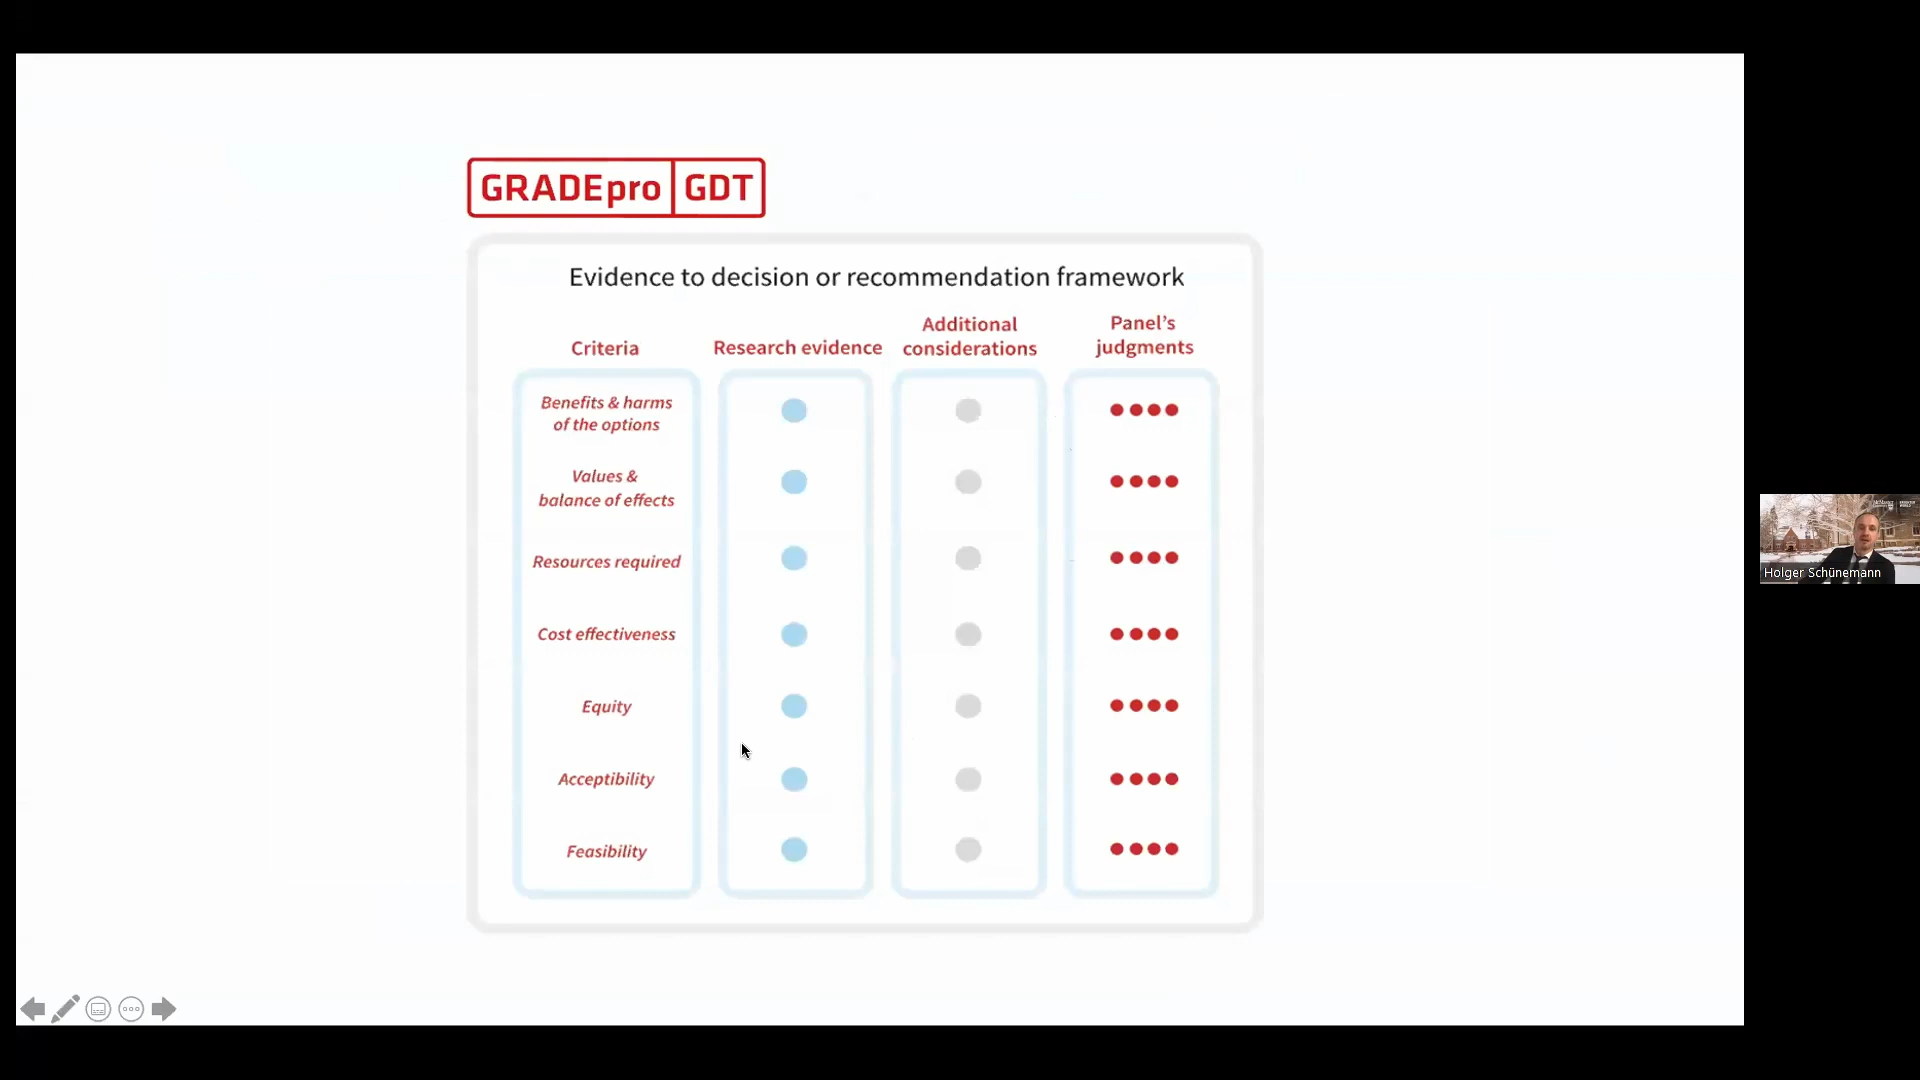 GRADEpro GDT
Evidence to decision or recommendation framework
Criteria
Research evidence
Additional
considerations
Panel's
judgments
Benefits & harms
of the options
Values &
balance of effects
Resources required
Cost effectiveness
Equity
Acceptibility
Feasibility
Holger Schünemann